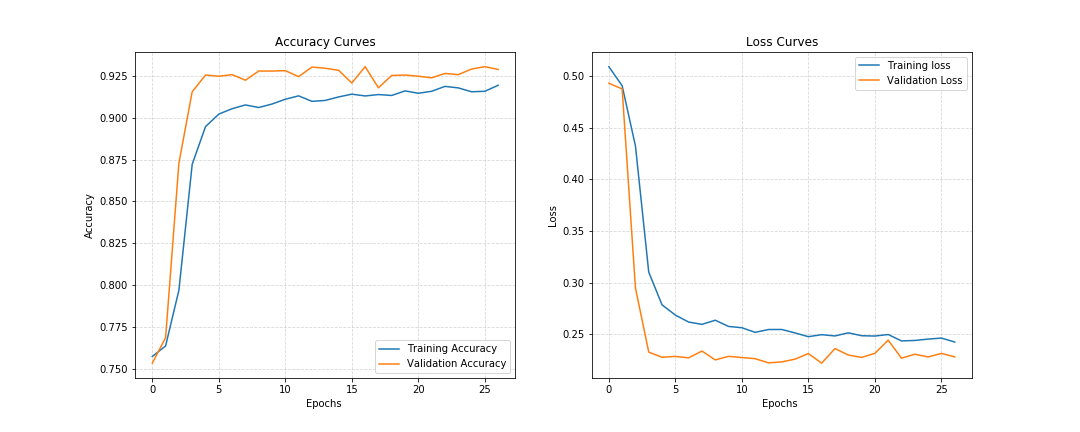 Accuracy Curves
Accuracy
0.925
0.900
0.875
0.850
0.825
0.800
0.775
0.750
Training Accuracy
Validation Accuracy
0 5 10 15 20 25
Epochs
Loss Curves
Loss
0.50
0.45
0.40
0.35
0.30
0.25
Training loss
Validation Loss
0 5 10 15 20 25
Epochs